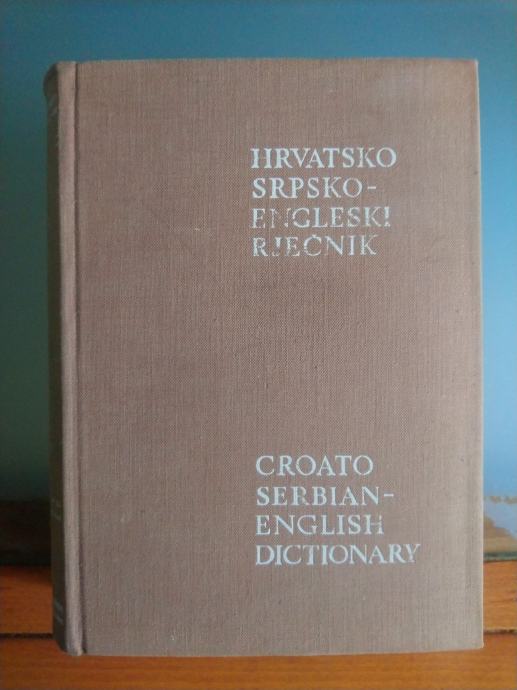 HRVATSKO
SRPSKO-
ENGLESKI
RJEČNIK
CROATO
SERBIAN-
ENGLISH
DICTIONARY